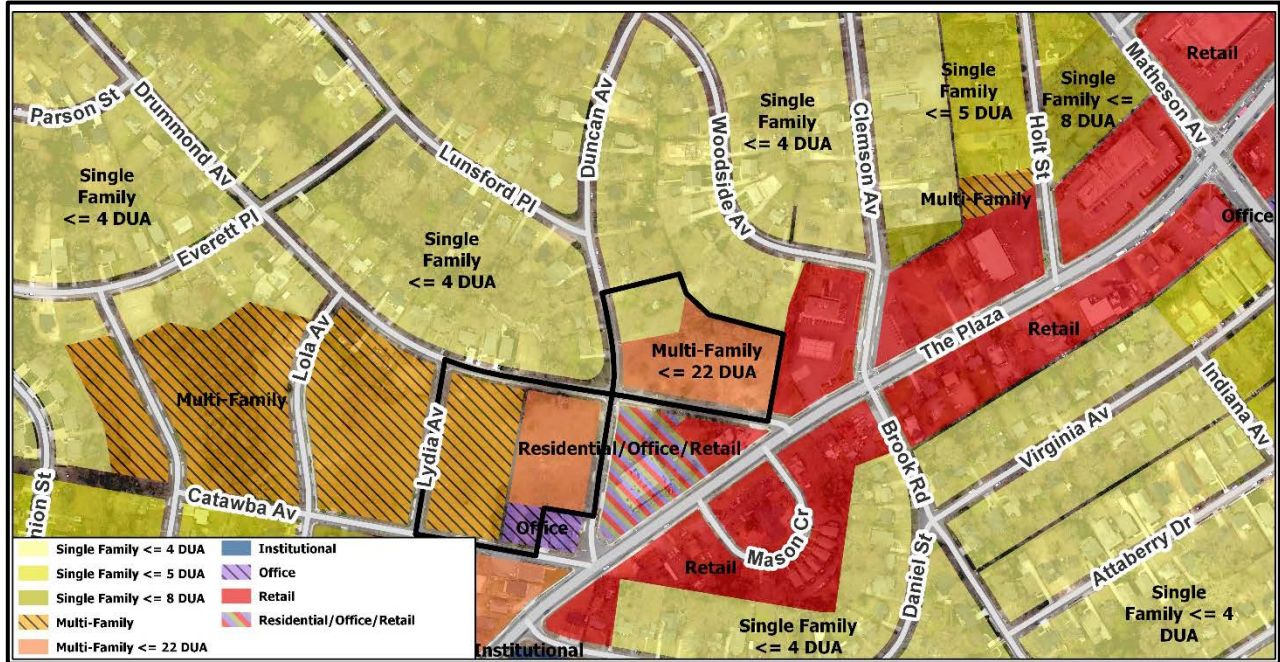 Parson St
Drummond Av
Everett Pl
Lunsford Pl
Duncan Av
Woodside Av
Clemson Av
Holt St
Matheson Av
Retail
Single
Family
<= 5 DUA
Single
Family <=
8 DUA
Single
Family
<= 4 DUA
Single
Family
<= 4 DUA
Single
Family
<= 4 DUA
Multi-Family
Office
Lola Av
Multi-Family
Multi-Family
<= 22 DUA
The Plaza
Retail
Lydia Av
Residential/Office/Retail
Indiana Av
Virginia Av
Brook Rd
Catawba Av
Office
Mason Cr
Retail
Daniel St
Attaberry Dr
Single
Family
<= 4 DUA
Single
Family <= 4
DUA
Institutional
Single Family <= 4 DUA
Single Family <= 5 DUA
Single Family <= 8 DUA
Multi-Family
Multi-Family <= 22 DUA
Institutional
Office
Retail
Residential/Office/Retail